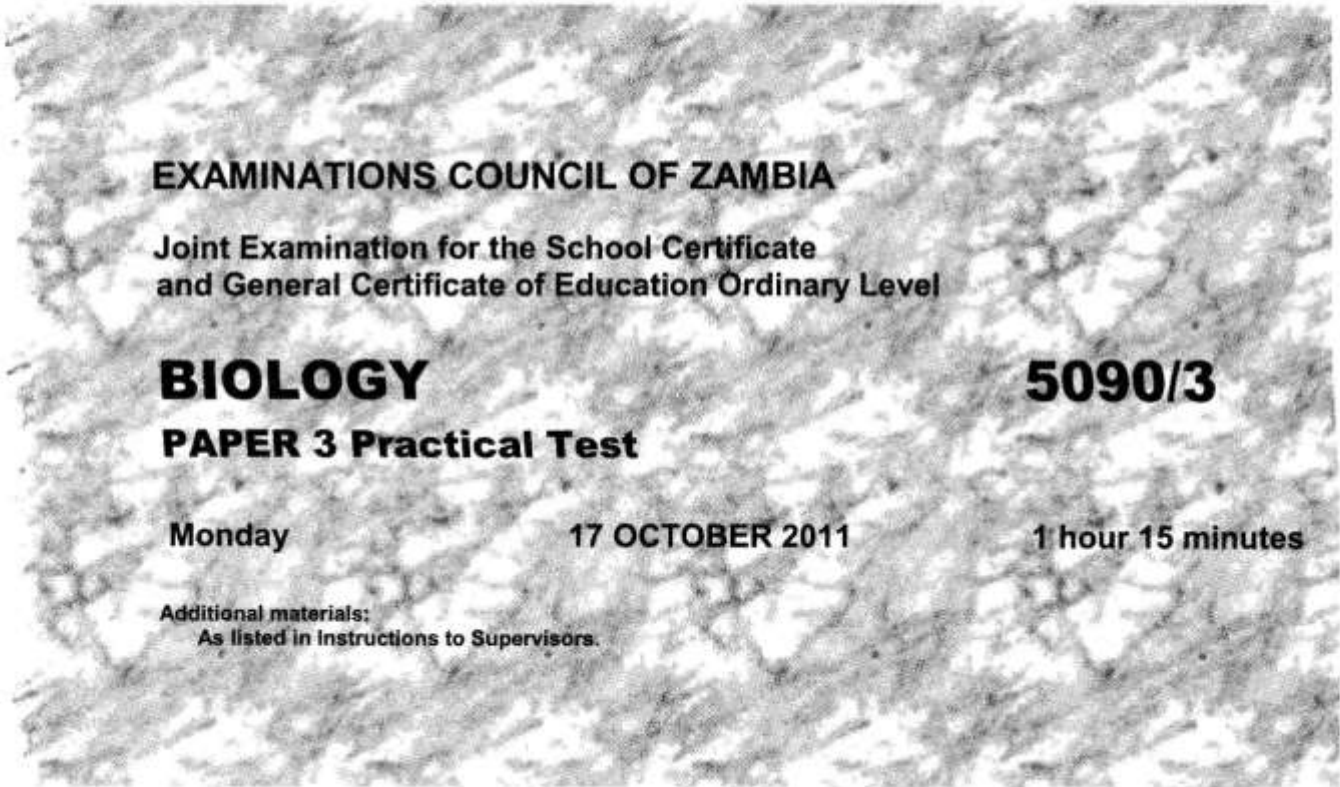 EXAMINATIONS COUNCIL OF ZAMBIA
Joint Examination for the School Certificate
and General Certificate of Education Ordinary Level
BIOLOGY 5090/3
PAPER 3 Practical Test
Monday 17 OCTOBER 2011 1 hour 15 minutes
Additional materials:
As listed in Instructions to Supervisors.